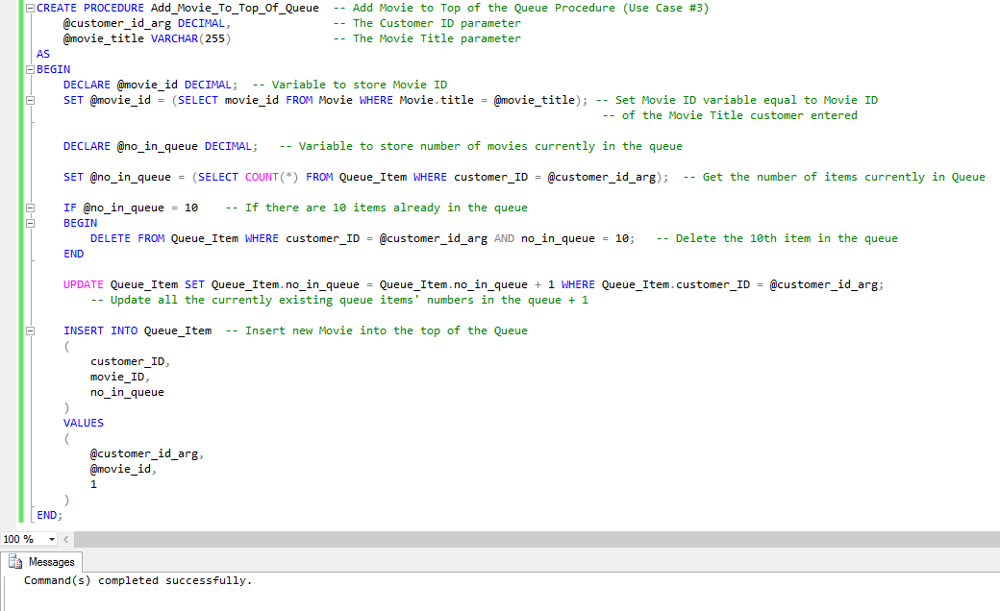 CREATE PROCEDURE Add_Movie_To_Top_Of_Queue  -- Add Movie to Top of the Queue Procedure (Use Case #3)
    @customer_id_arg DECIMAL,               -- The Customer ID parameter
    @movie_title VARCHAR(255)               -- The Movie Title parameter
AS
BEGIN
    DECLARE @movie_id DECIMAL;  -- Variable to store Movie ID
    SET @movie_id = (SELECT movie_id FROM Movie WHERE Movie.title = @movie_title); -- Set Movie ID variable equal to Movie ID
                                                                                    -- of the Movie Title customer entered
    DECLARE @no_in_queue DECIMAL;   -- Variable to store number of movies currently in the queue
    SET @no_in_queue = (SELECT COUNT(*) FROM Queue_Item WHERE customer_ID = @customer_id_arg);  -- Get the number of items currently in Queue
    IF @no_in_queue = 10    -- If there are 10 items already in the queue
    BEGIN
        DELETE FROM Queue_Item WHERE customer_ID = @customer_id_arg AND no_in_queue = 10;   -- Delete the 10th item in the queue
    END
    UPDATE Queue_Item SET Queue_Item.no_in_queue = Queue_Item.no_in_queue + 1 WHERE Queue_Item.customer_ID = @customer_id_arg;
        -- Update all the currently existing queue items' numbers in the queue + 1
    INSERT INTO Queue_Item  -- Insert new Movie into the top of the Queue
    (
        customer_ID,
        movie_ID,
        no_in_queue
    )
    VALUES
    (
        @customer_id_arg,
        @movie_id,
        1
    )
END;
100 %
Messages
Command(s) completed successfully.